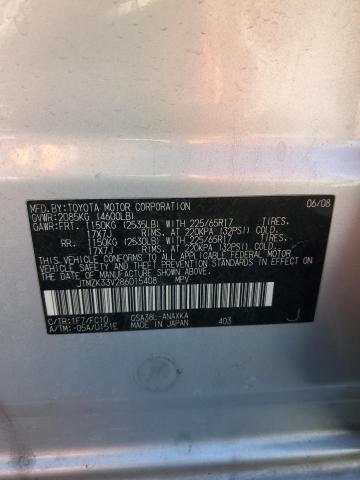 MFD.BY:TOYOTA MOTOR CORPORATION 06/08
GVWR:2085KG (4600LB)
GAWR:FRT. 1150KG (2535LB) WITH 225/65R17 TIRES,
17X7J RIMS, AT 220KPA (32PSI) COLD
RR. 1150KG (2530LB) WITH 225/65R17 TIRES,
17X7J RIMS, AT 220KPA (32PSI) COLD
THIS VEHICLE CONFORMS TO ALL APPLICABLE FEDERAL MOTOR
VEHICLE SAFETY AND THEFT PREVENTION STANDARDS IN EFFECT ON
THE DATE OF MANUFACTURE SHOWN ABOVE.
JTMZK33V286015408 MPV
C/TR:1F7/FC10 GSA38L-ANAXKA J
A/TM:-05A/U151E MADE IN JAPAN 403